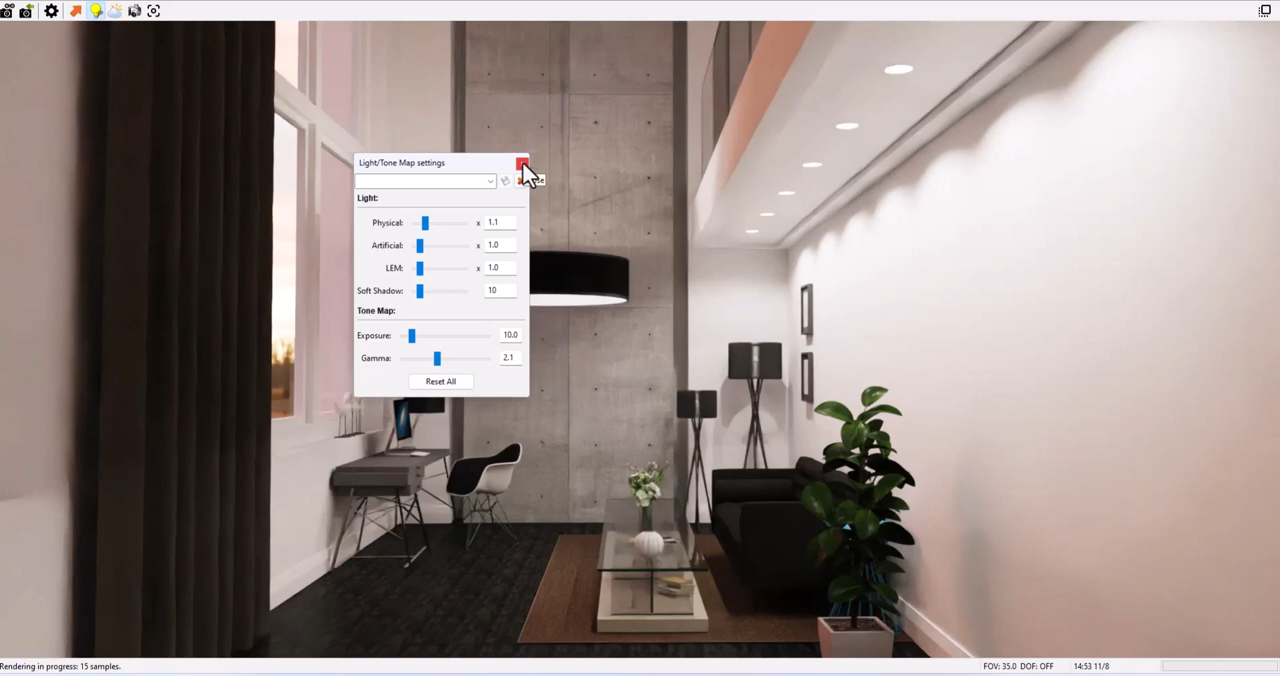 Light/Tone Map settings
Light:
Physical: x 1.1
Artificial: x 1.0
LEM: x 1.0
Soft Shadow: 10
Tone Map:
Exposure: 10.0
Gamma: 2.1
Reset All
Rendering in progress: 15 samples. FOV: 35.0 DOF: OFF 14:53 11/8